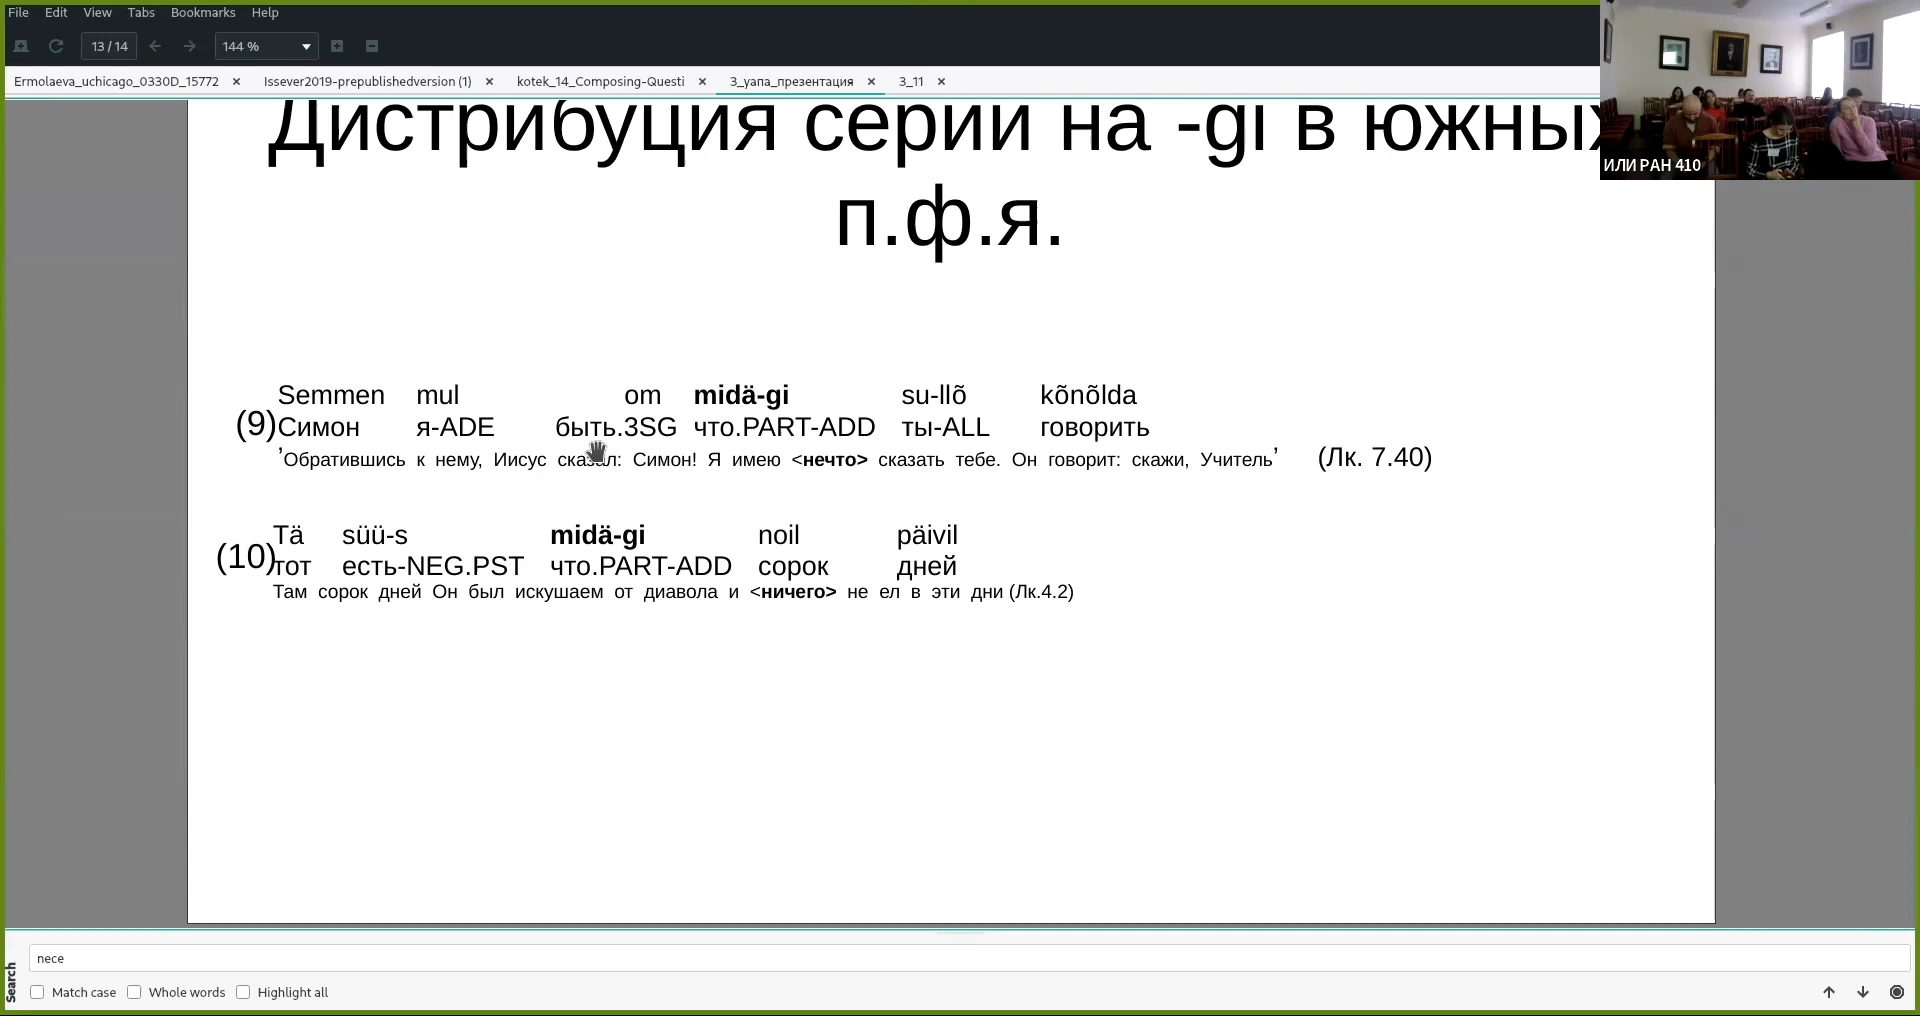 File Edit View Tabs Bookmarks Help
13 / 14 144 %
Ermolaeva_uchicago_0330D_15772 × Issever2019-prepublishedversion (1) × kotek_14_Composing-Questi × 3_уапа_презентация × 3_11 ×
ИЛИ РАН 410
Дистрибуция серии на -gi в южных
п.ф.я.
Semmen mul om midä-gi su-llõ kõnõlda
(9) Симон я-ADE быть.3SG что.PART-ADD ты-ALL говорить
’Обратившись к нему, Иисус сказал: Симон! Я имею <нечто> сказать тебе. Он говорит: скажи, Учитель’ (Лк. 7.40)
Tä süü-s midä-gi noil päivil
(10) тот есть-NEG.PST что.PART-ADD сорок дней
Там сорок дней Он был искушаем от диавола и <ничего> не ел в эти дни (Лк.4.2)
Search
nece
Match case Whole words Highlight all